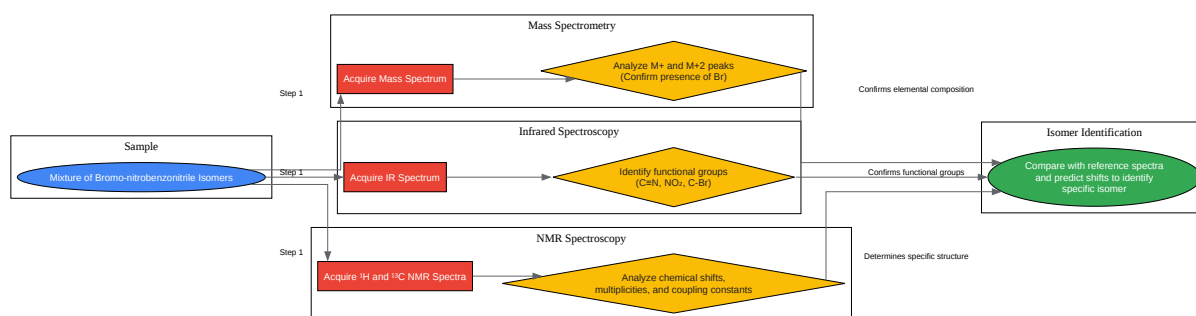 Mass Spectrometry
Acquire Mass Spectrum
Analyze M+ and M+2 peaks
(Confirm presence of Br)
Step 1
Confirms elemental composition
Sample
Mixture of Bromo-nitrobenzonitrile Isomers
Step 1
Infrared Spectroscopy
Acquire IR Spectrum
Identify functional groups
(C≡N, NO₂, C-Br)
Confirms functional groups
Isomer Identification
Compare with reference spectra
and predict shifts to identify
specific isomer
Step 1
NMR Spectroscopy
Acquire ¹H and ¹³C NMR Spectra
Analyze chemical shifts,
multiplicities, and coupling constants
Determines specific structure